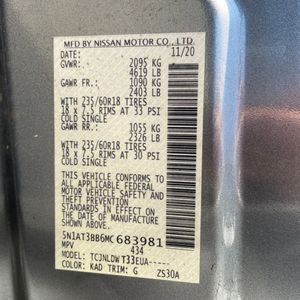 MFD BY NISSAN MOTOR CO., LTD.
DATE: 11/20
GVWR: 2095 KG
4619 LB
GAWR FR.: 1090 KG
2403 LB
WITH 235/60R18 TIRES
18 x 7.5 RIMS AT 33 PSI
COLD SINGLE
GAWR RR.: 1055 KG
2326 LB
WITH 235/60R18 TIRES
18 x 7.5 RIMS AT 30 PSI
COLD SINGLE
THIS VEHICLE CONFORMS TO ALL
APPLICABLE FEDERAL MOTOR
VEHICLE SAFETY AND THEFT
PREVENTION STANDARDS IN
EFFECT ON THE DATE OF
MANUFACTURE SHOWN ABOVE.
5N1AT3BB6MC 683981
MPV 434
TCJNLDW T33EUA-----
COLOR: KAD TRIM: G ZS30A